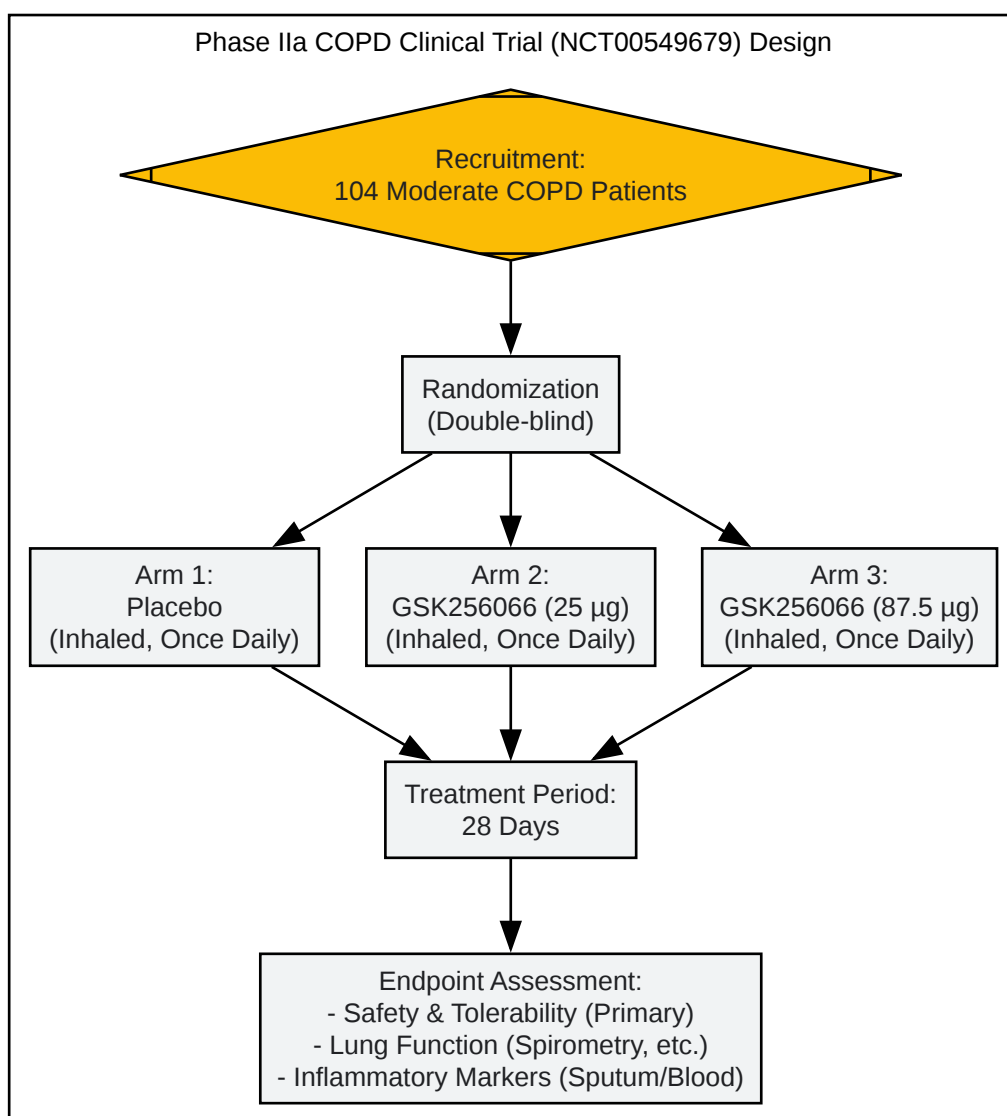 Phase IIa COPD Clinical Trial (NCT00549679) Design
Recruitment:
104 Moderate COPD Patients
Randomization
(Double-blind)
Arm 1:
Placebo
(Inhaled, Once Daily)
Arm 2:
GSK256066 (25 µg)
(Inhaled, Once Daily)
Arm 3:
GSK256066 (87.5 µg)
(Inhaled, Once Daily)
Treatment Period:
28 Days
Endpoint Assessment:
- Safety & Tolerability (Primary)
- Lung Function (Spirometry, etc.)
- Inflammatory Markers (Sputum/Blood)